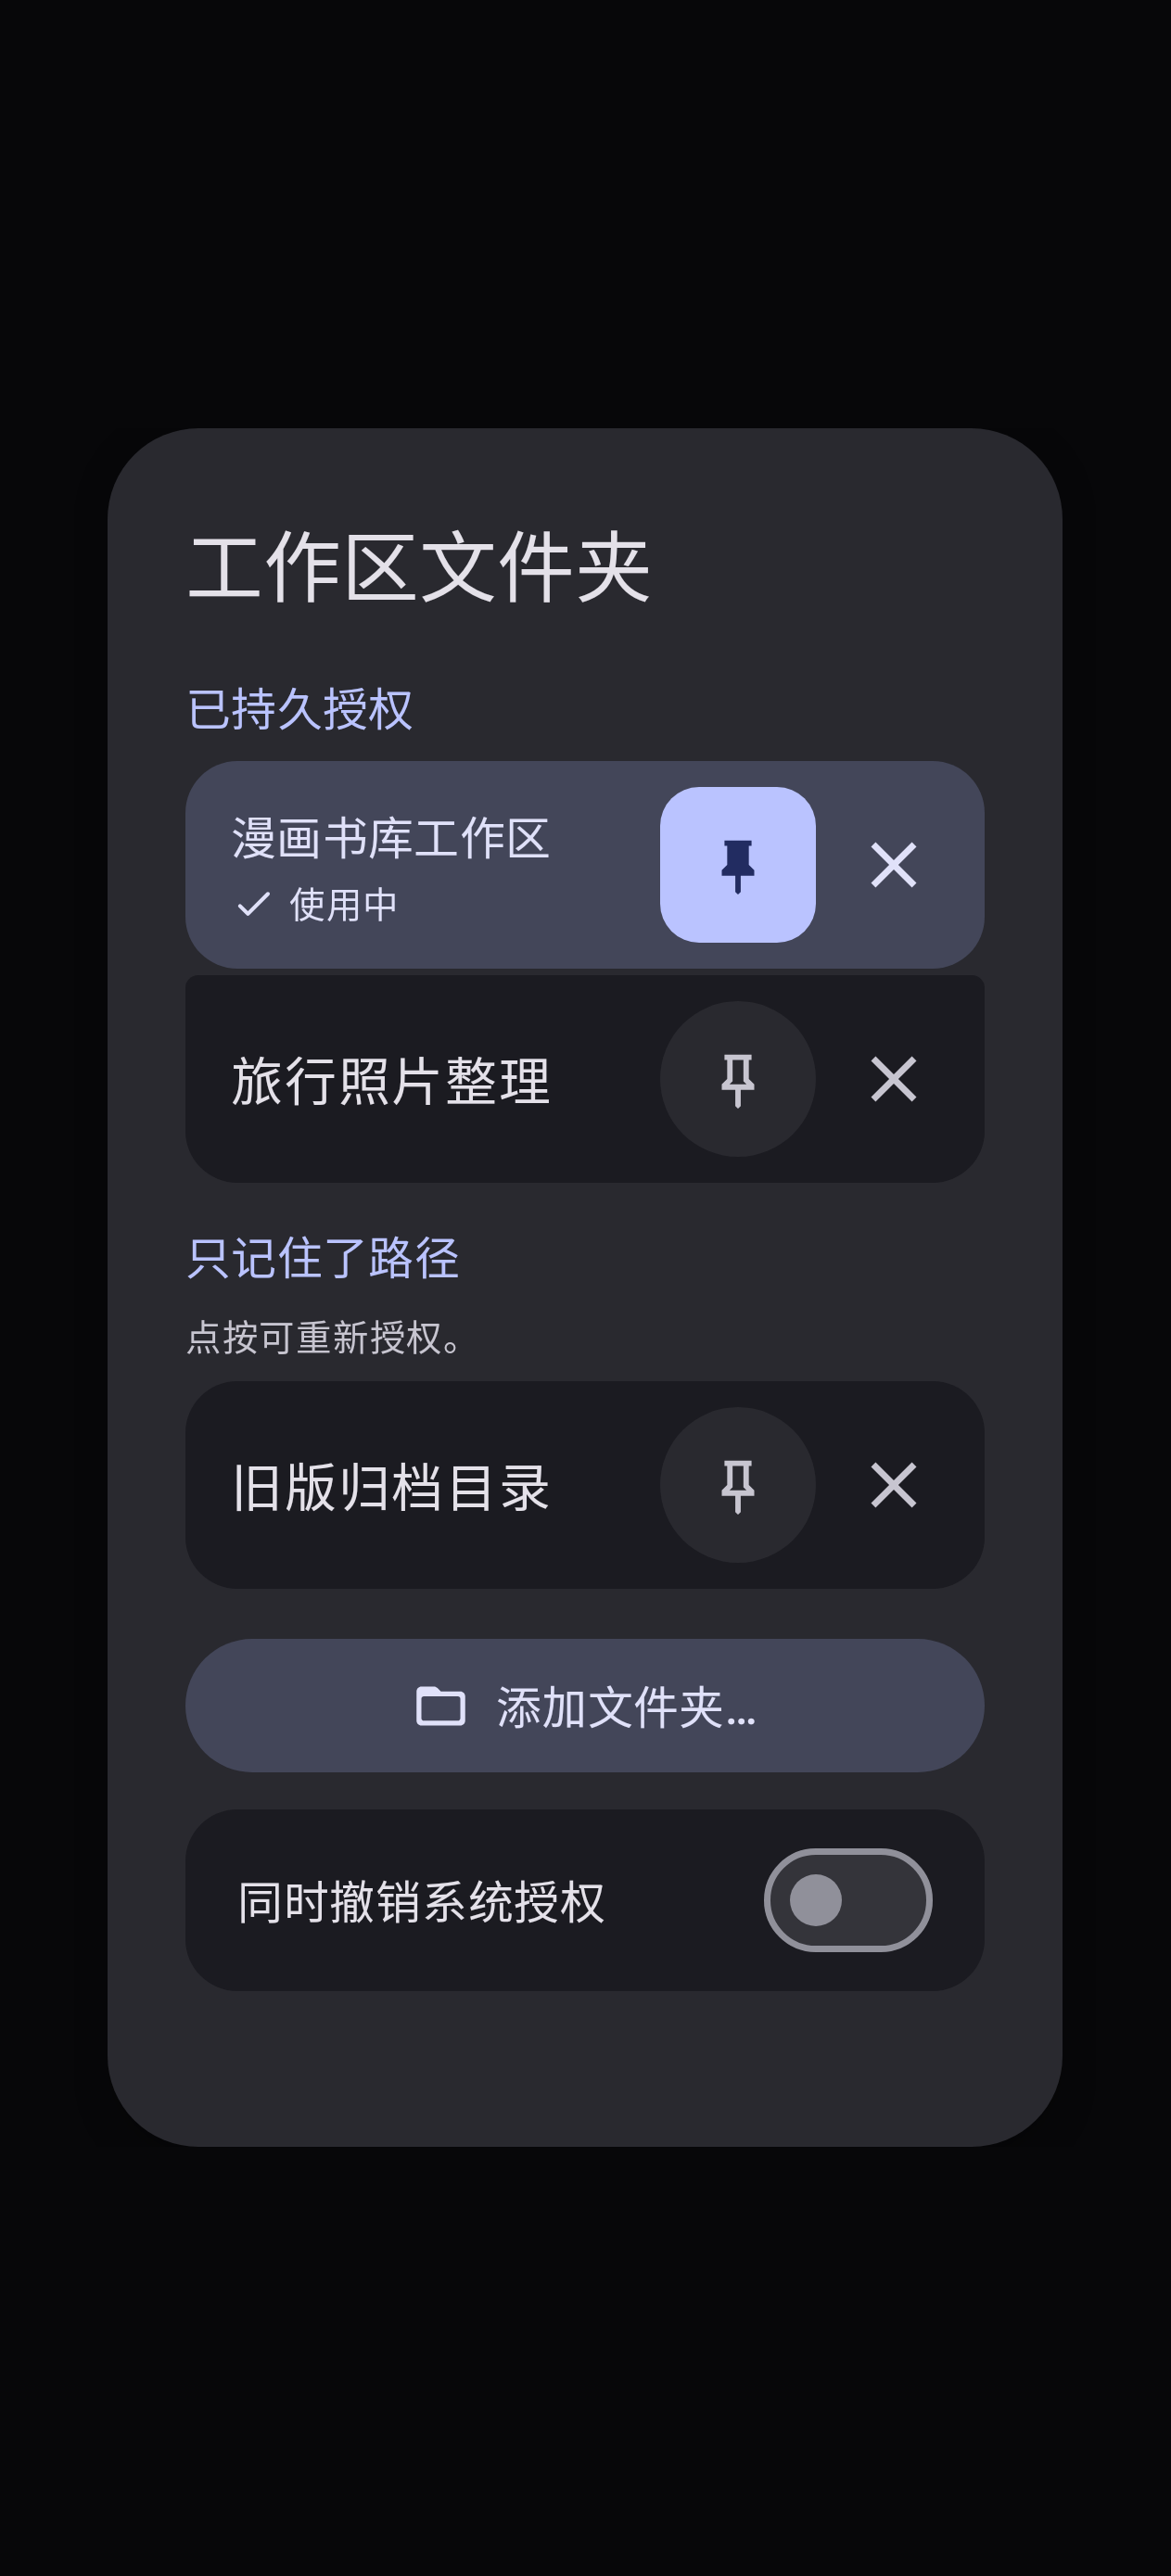 工作区文件夹
已持久授权
漫画书库工作区
使用中
旅行照片整理
只记住了路径
点按可重新授权。
旧版归档目录
添加文件夹…
同时撤销系统授权